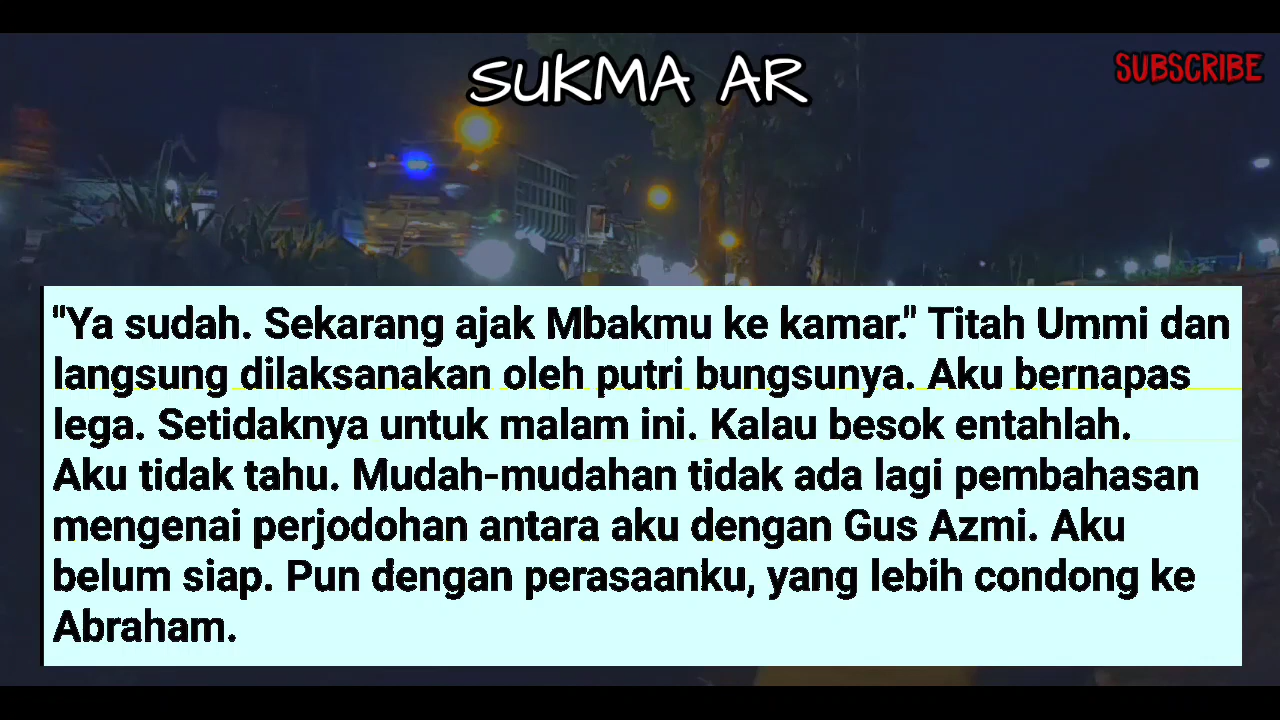 SUKMA AR
SUBSCRIBE
"Ya sudah. Sekarang ajak Mbakmu ke kamar." Titah Ummi dan
langsung dilaksanakan oleh putri bungsunya. Aku bernapas
lega. Setidaknya untuk malam ini. Kalau besok entahlah.
Aku tidak tahu. Mudah-mudahan tidak ada lagi pembahasan
mengenai perjodohan antara aku dengan Gus Azmi. Aku
belum siap. Pun dengan perasaanku, yang lebih condong ke
Abraham.